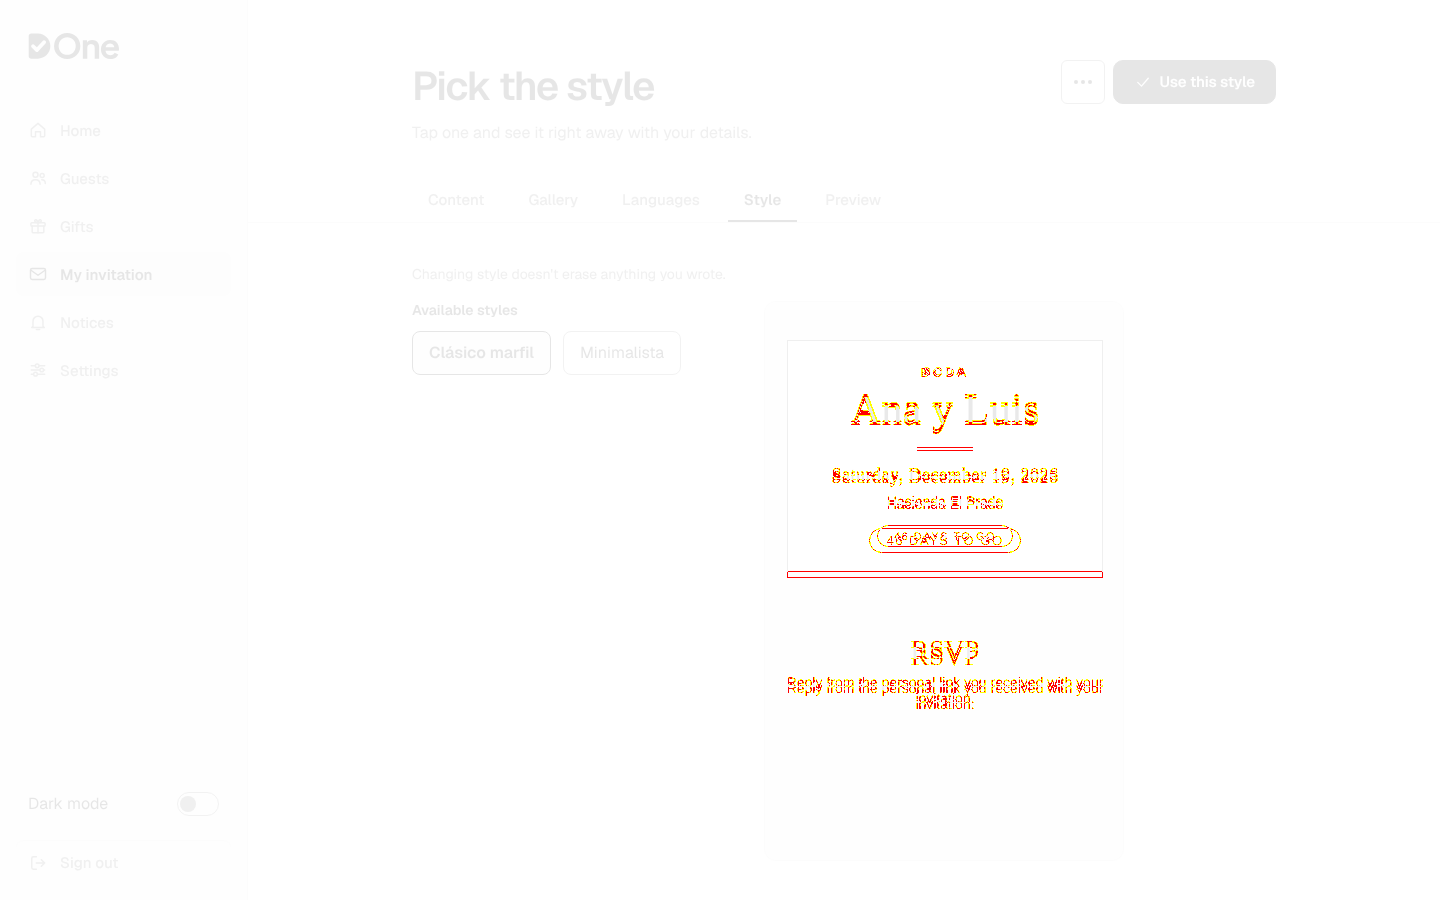 One
Home
Guests
Gifts
My invitation
Notices
Settings
Dark mode
Sign out
Pick the style
Tap one and see it right away with your details.
Use this style
Content
Gallery
Languages
Style
Preview
Changing style doesn't erase anything you wrote.
Available styles
Clásico marfil
Minimalista
BODA
Ana y Luis
Saturday, December 19, 2026
Hacienda El Prado
DAYS TO GO
RSVP
Reply from the personal link you received with your
invitation.